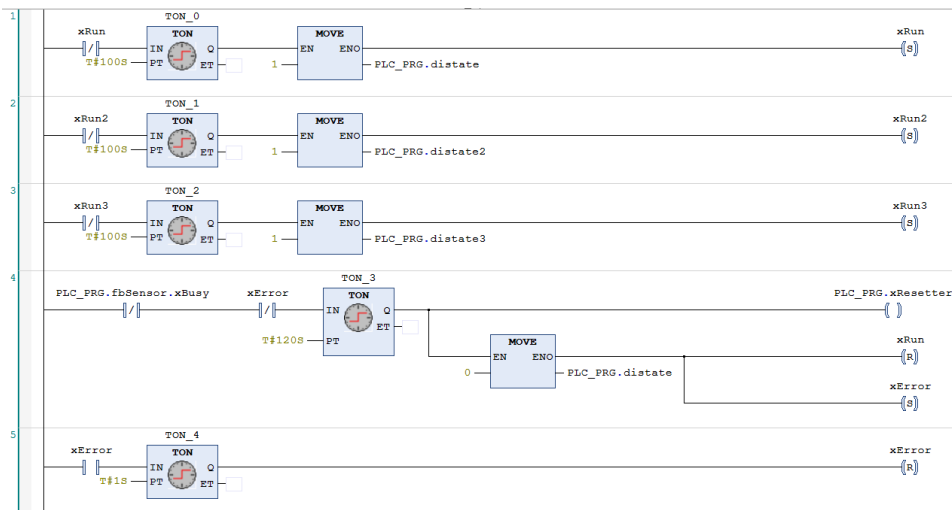 1
TON_0
xRun TON MOVE xRun
IN Q EN ENO S
T#100S PT ET 1 PLC_PRG.distate
2
TON_1
xRun2 TON MOVE xRun2
IN Q EN ENO S
T#100S PT ET 1 PLC_PRG.distate2
3
TON_2
xRun3 TON MOVE xRun3
IN Q EN ENO S
T#100S PT ET 1 PLC_PRG.distate3
4
TON_3
PLC_PRG.fbSensor.xBusy xError TON PLC_PRG.xResetter
IN Q
ET
T#120S PT MOVE xRun
EN ENO R
0 PLC_PRG.distate
xError
S
5
TON_4
xError TON xError
IN Q R
T#1S PT ET